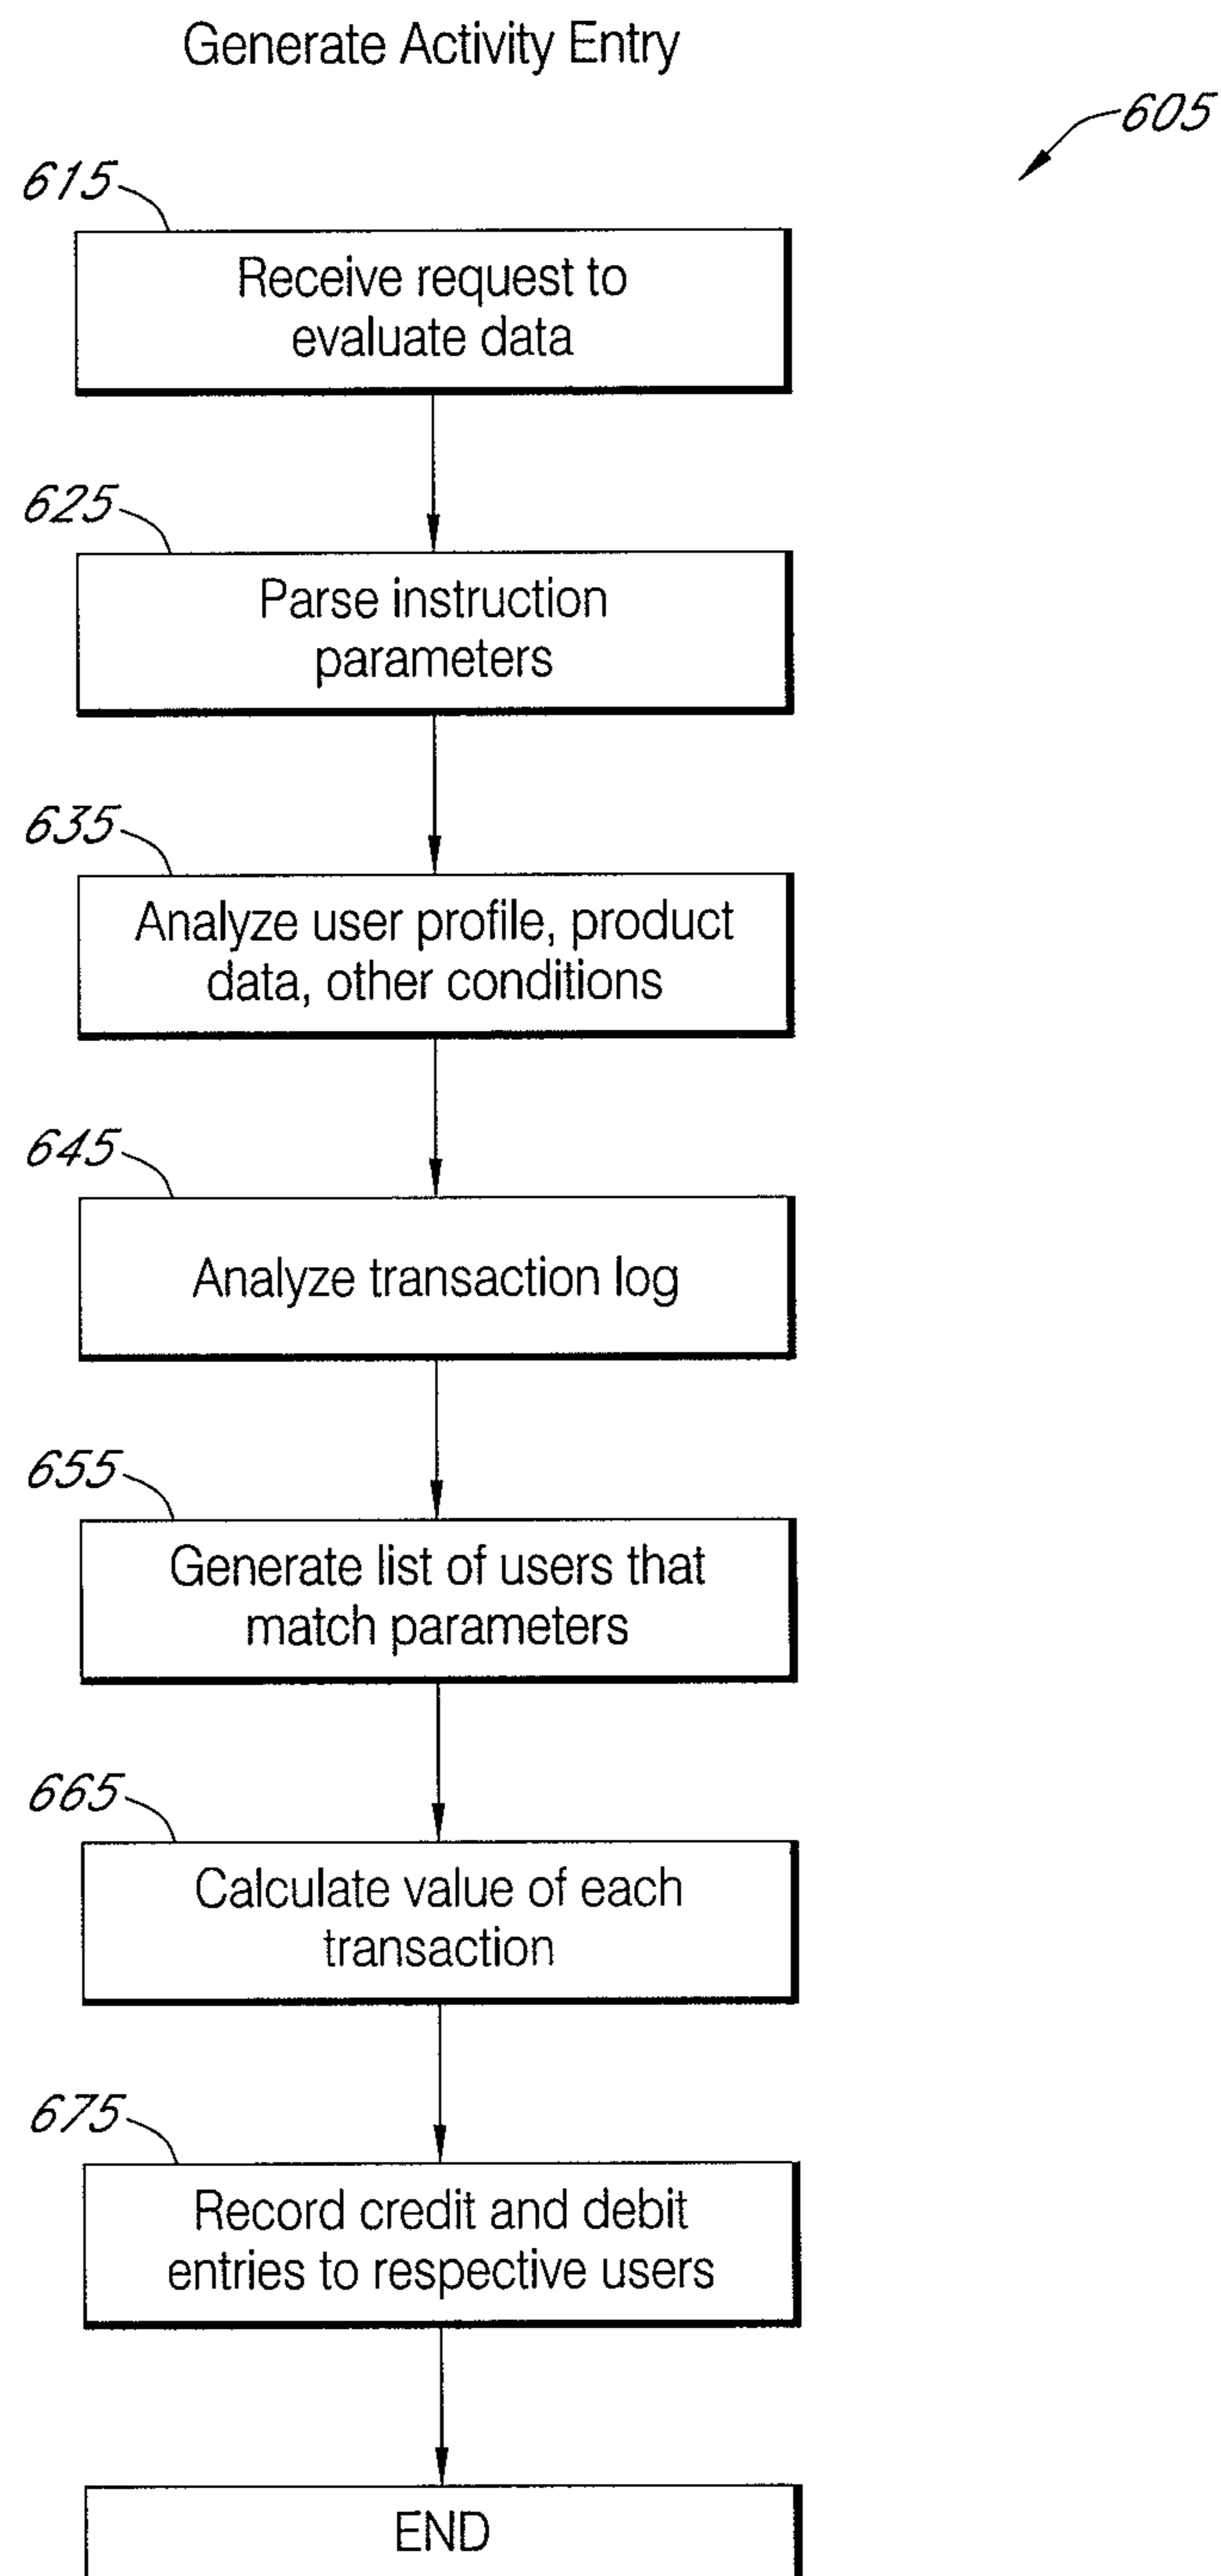 Generate Activity Entry
605
615
Receive request to
evaluate data
625
Parse instruction
parameters
635
Analyze user profile, product
data, other conditions
645
Analyze transaction log
655
Generate list of users that
match parameters
665
Calculate value of each
transaction
675
Record credit and debit
entries to respective users
END